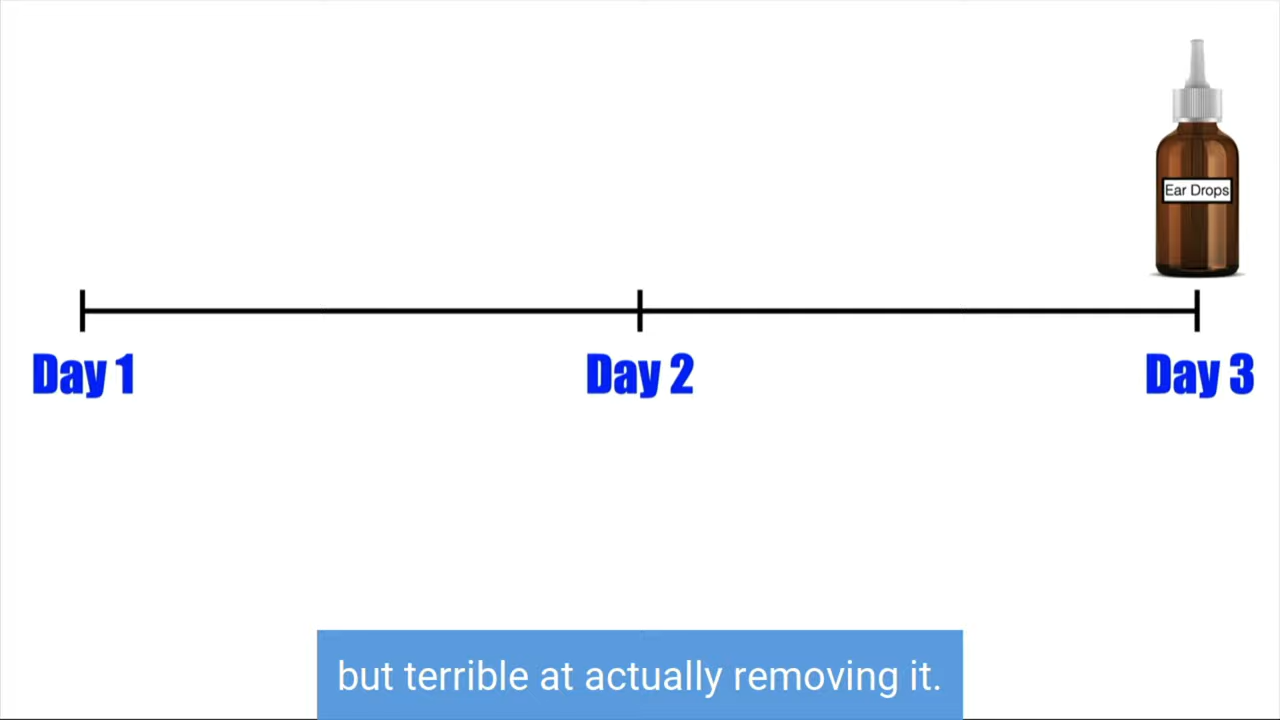 Ear Drops
Day 1
Day 2
Day 3
but terrible at actually removing it.